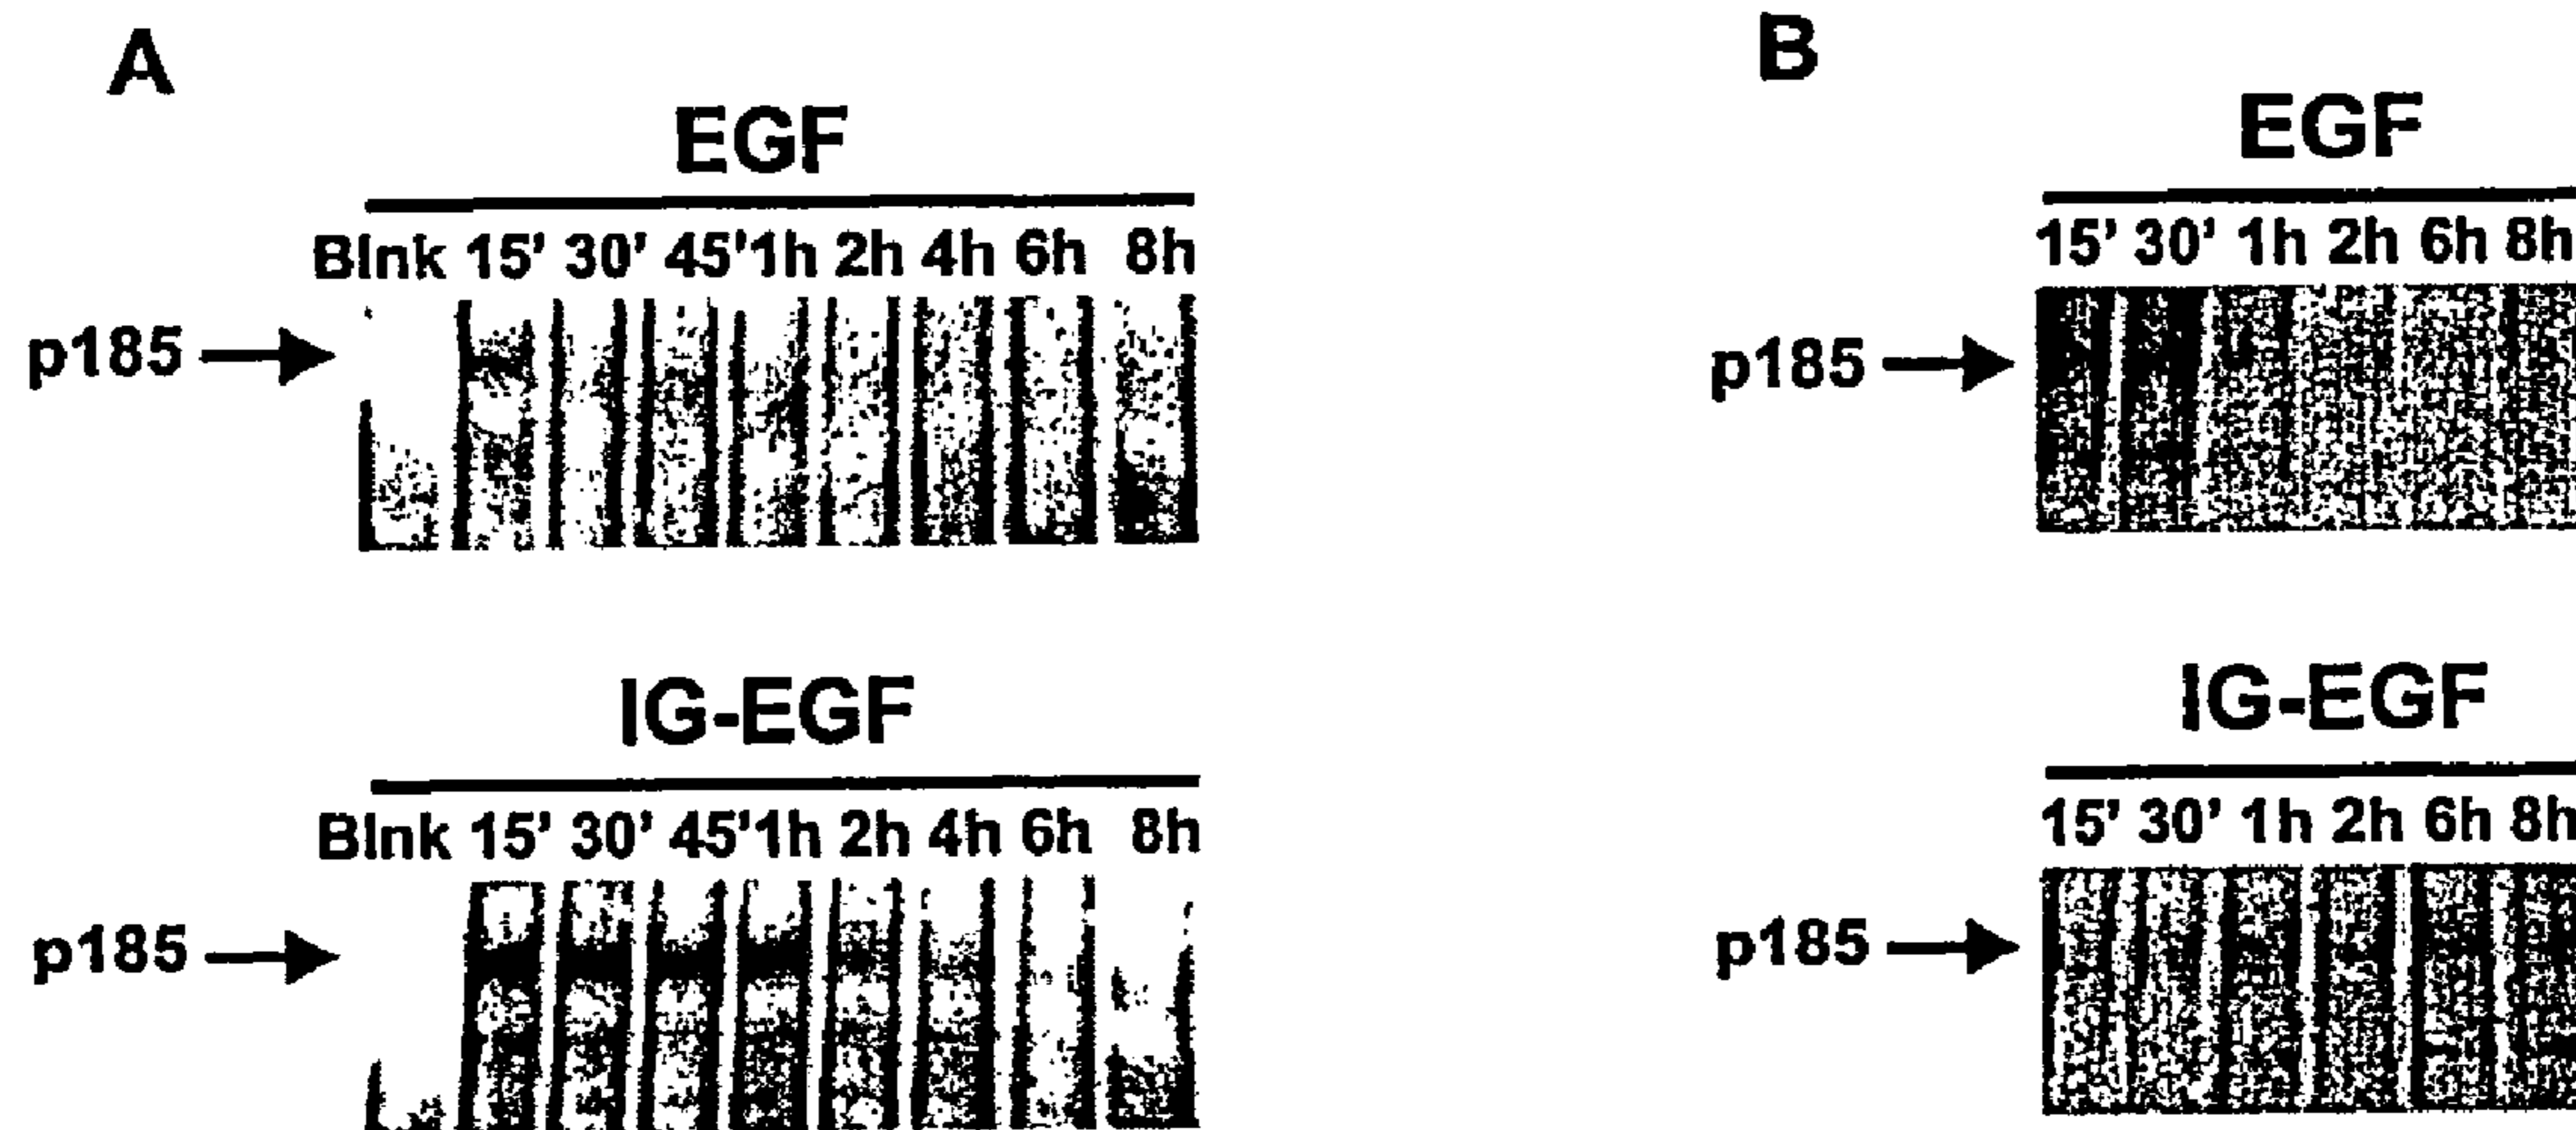 A
EGF
Blnk 15' 30' 45'1h 2h 4h 6h 8h
p185
IG-EGF
Blnk 15' 30' 45'1h 2h 4h 6h 8h
p185
B
EGF
15' 30' 1h 2h 6h 8h
p185
IG-EGF
15' 30' 1h 2h 6h 8h
p185